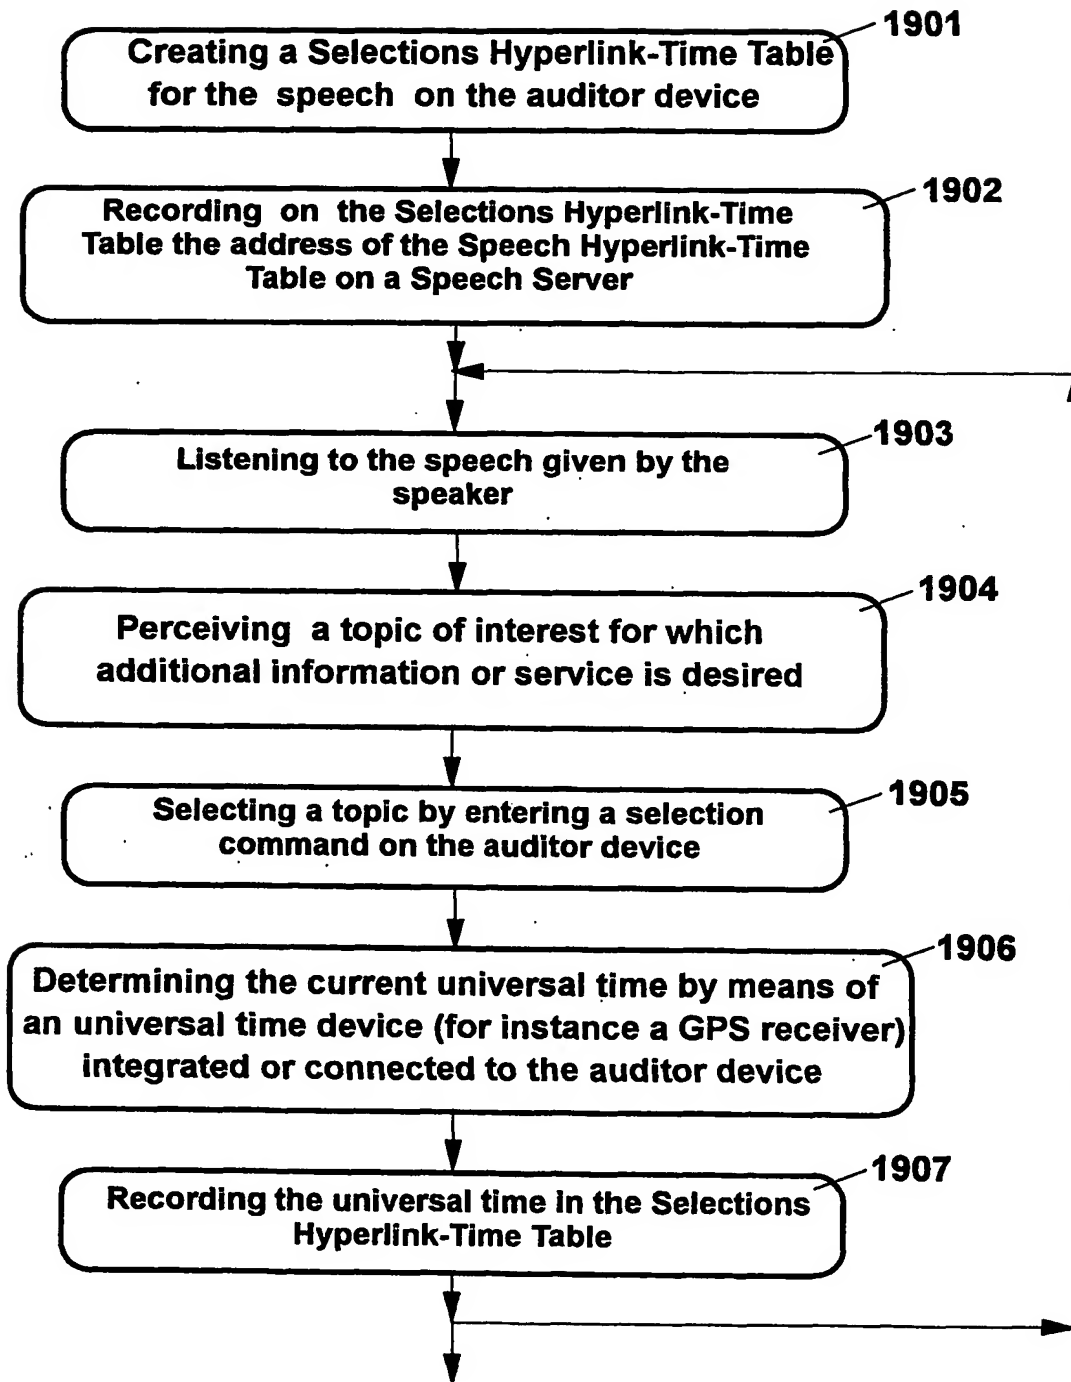 1901
Creating a Selections Hyperlink-Time Table
for the speech on the auditor device
1902
Recording on the Selections Hyperlink-Time
Table the address of the Speech Hyperlink-Time
Table on a Speech Server
1903
Listening to the speech given by the
speaker
1904
Perceiving a topic of interest for which
additional information or service is desired
1905
Selecting a topic by entering a selection
command on the auditor device
1906
Determining the current universal time by means of
an universal time device (for instance a GPS receiver)
integrated or connected to the auditor device
1907
Recording the universal time in the Selections
Hyperlink-Time Table